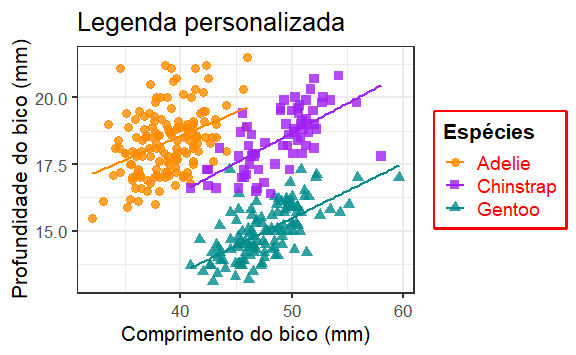 Legenda personalizada
Profundidade do bico (mm)
20.0
17.5
15.0
40
50
60
Comprimento do bico (mm)
Espécies
Adelie
Chinstrap
Gentoo